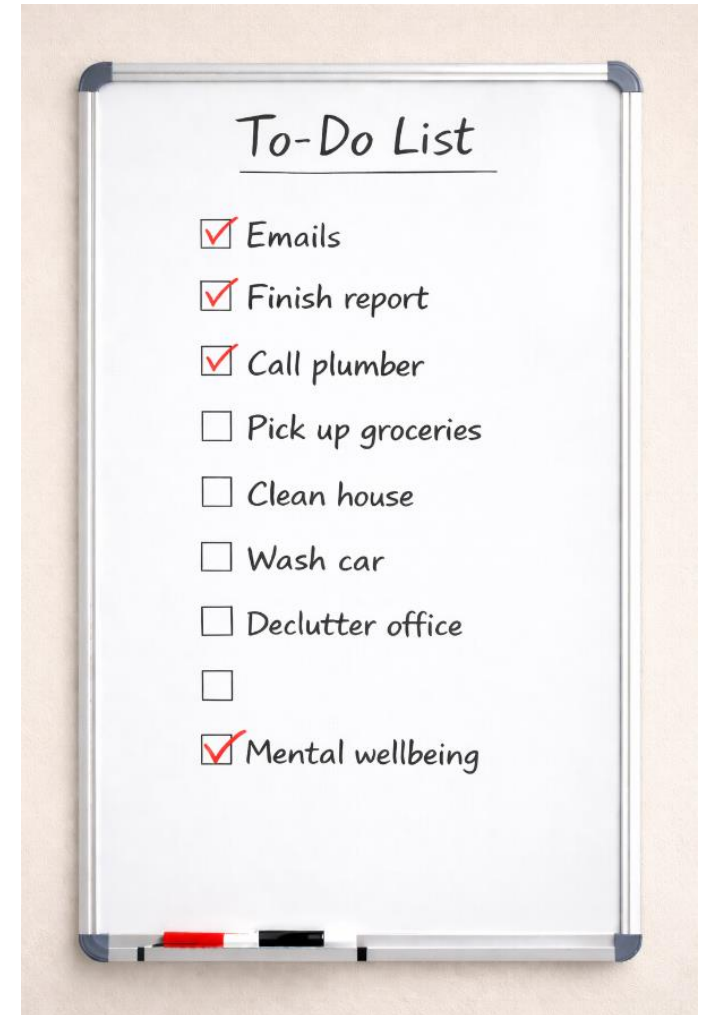 To-Do List
Emails
Finish report
Call plumber
Pick up groceries
Clean house
Wash car
Declutter office
Mental wellbeing